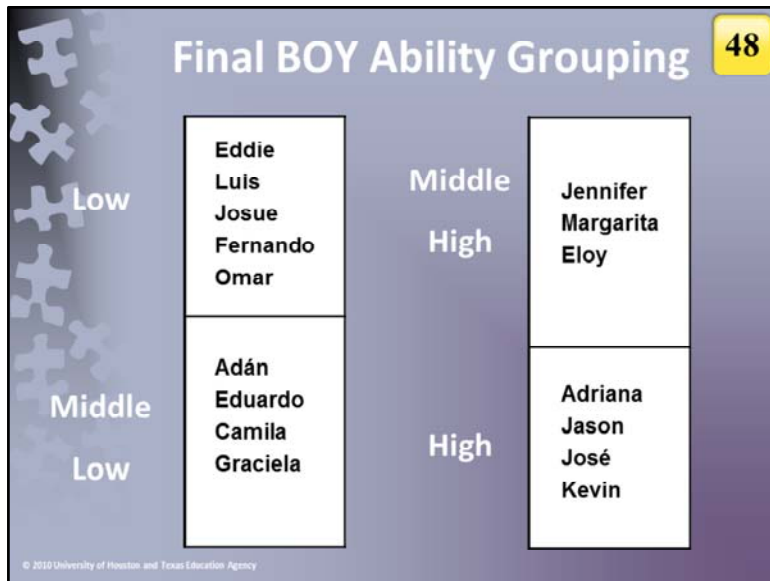 Final BOY Ability Grouping
48
Low
Eddie
Luis
Josue
Fernando
Omar
Middle
Low
Adán
Eduardo
Camila
Graciela
Middle
High
Jennifer
Margarita
Eloy
High
Adriana
Jason
José
Kevin
© 2010 University of Houston and Texas Education Agency